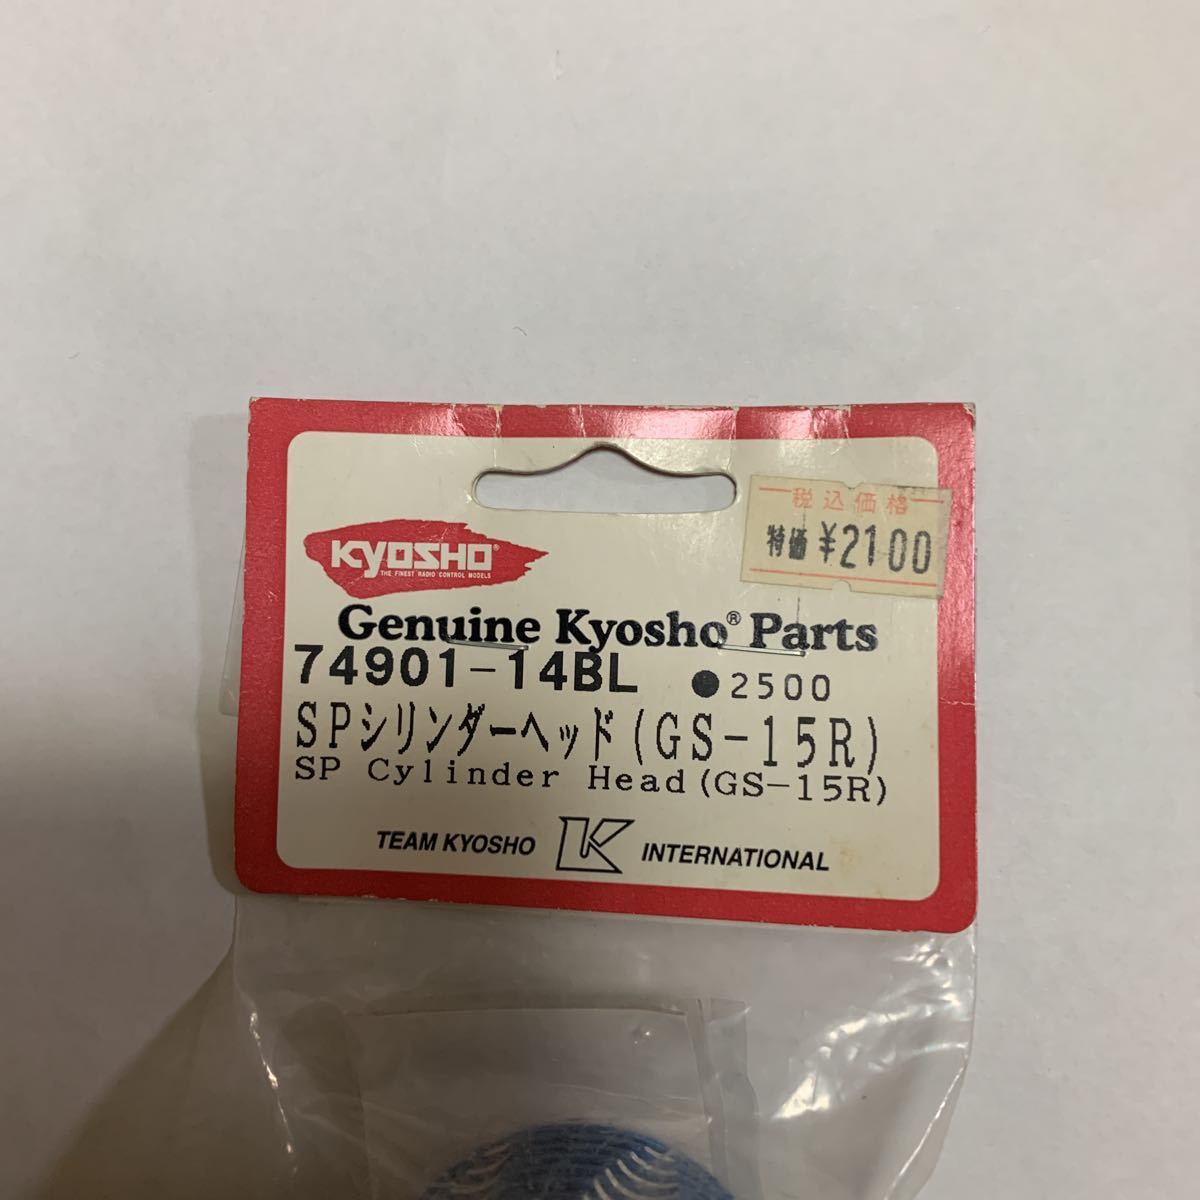 税込価格
特価 ¥2100
KYOSHO®
THE FINEST RADIO CONTROL MODELS
Genuine Kyosho® Parts
74901-14BL ●2500
SPシリンダーヘッド(GS-15R)
SP Cylinder Head(GS-15R)
TEAM KYOSHO K INTERNATIONAL